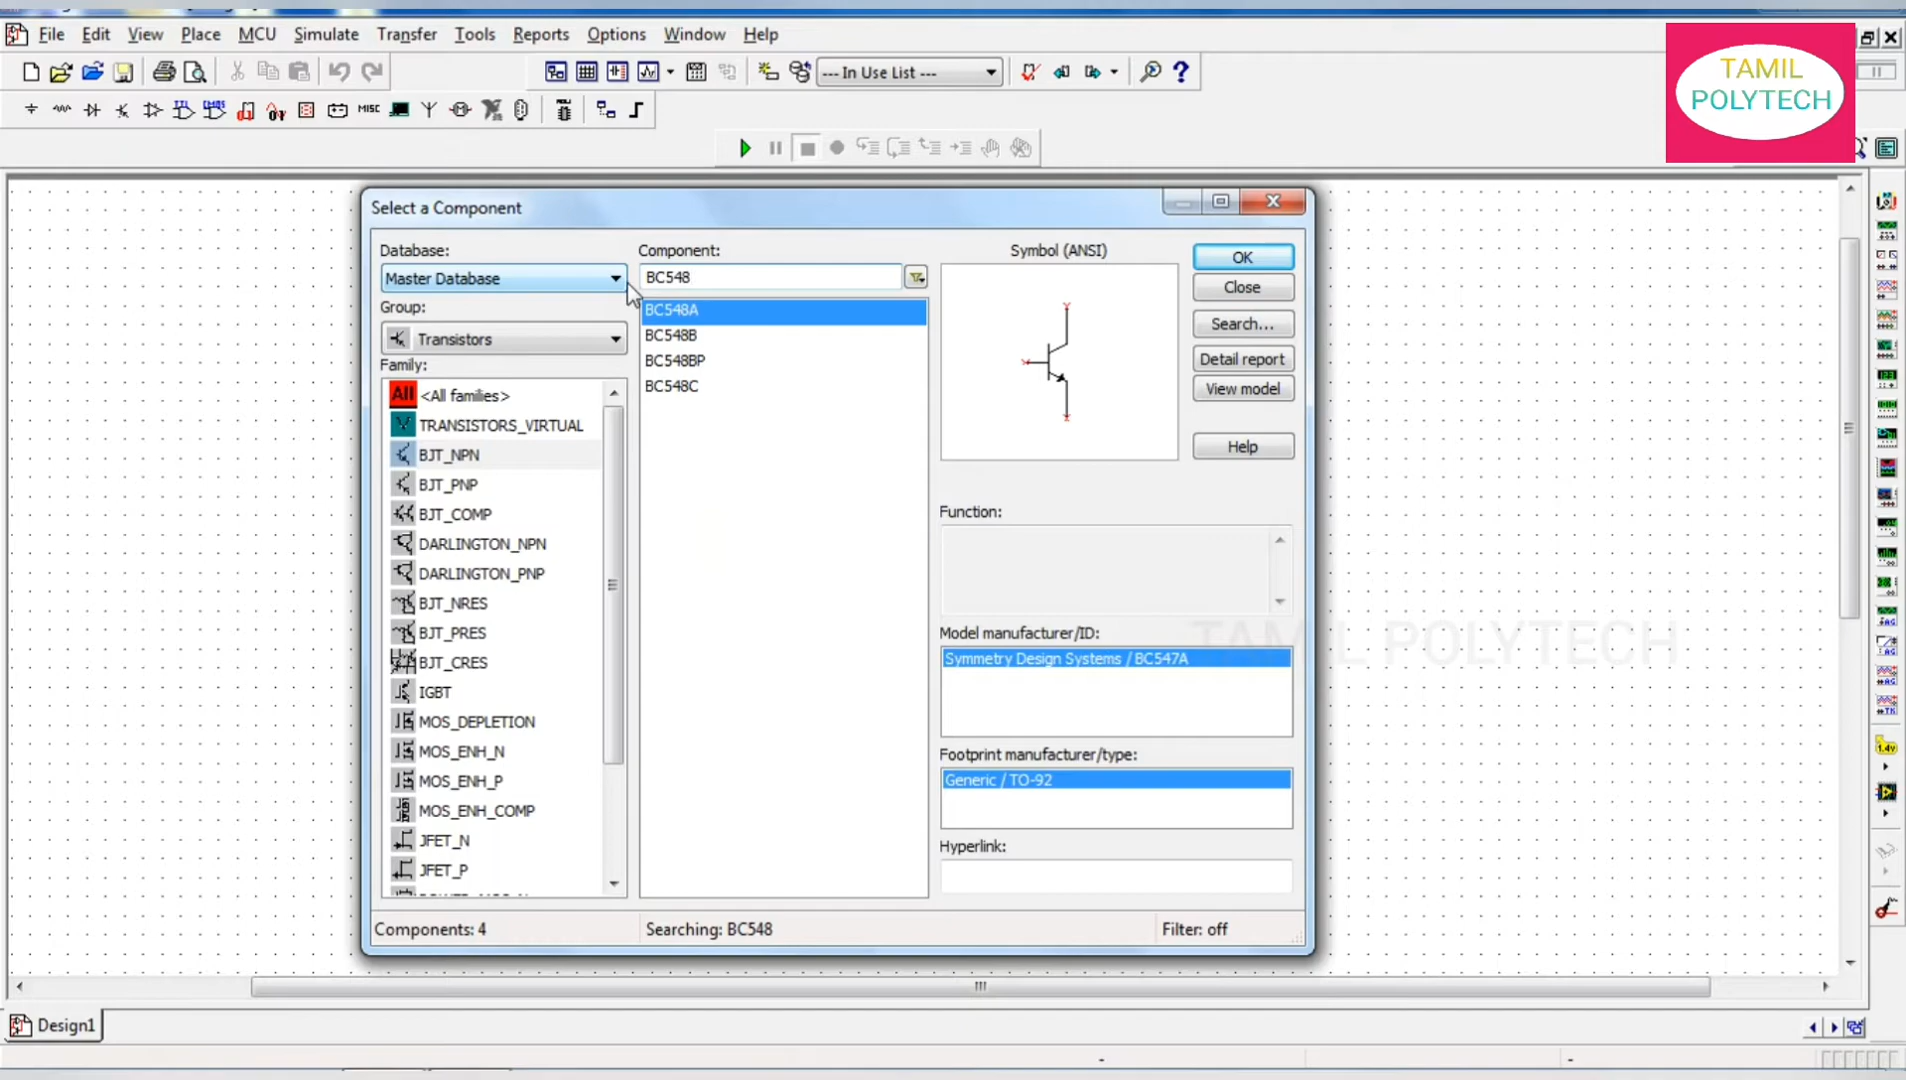 File Edit View Place MCU Simulate Transfer Tools Reports Options Window Help
--- In Use List ---
MISC
TAMIL
POLYTECH
Select a Component
Database:
Master Database
Group:
Transistors
Family:
All <All families>
TRANSISTORS_VIRTUAL
BJT_NPN
BJT_PNP
BJT_COMP
DARLINGTON_NPN
DARLINGTON_PNP
BJT_NRES
BJT_PRES
BJT_CRES
IGBT
MOS_DEPLETION
MOS_ENH_N
MOS_ENH_P
MOS_ENH_COMP
JFET_N
JFET_P
Component:
BC548
BC548A
BC548B
BC548BP
BC548C
Symbol (ANSI)
OK
Close
Search...
Detail report
View model
Help
Function:
Model manufacturer/ID:
Symmetry Design Systems / BC547A
Footprint manufacturer/type:
Generic / TO-92
Hyperlink:
Components: 4
Searching: BC548
Filter: off
TAMIL POLYTECH
Design1